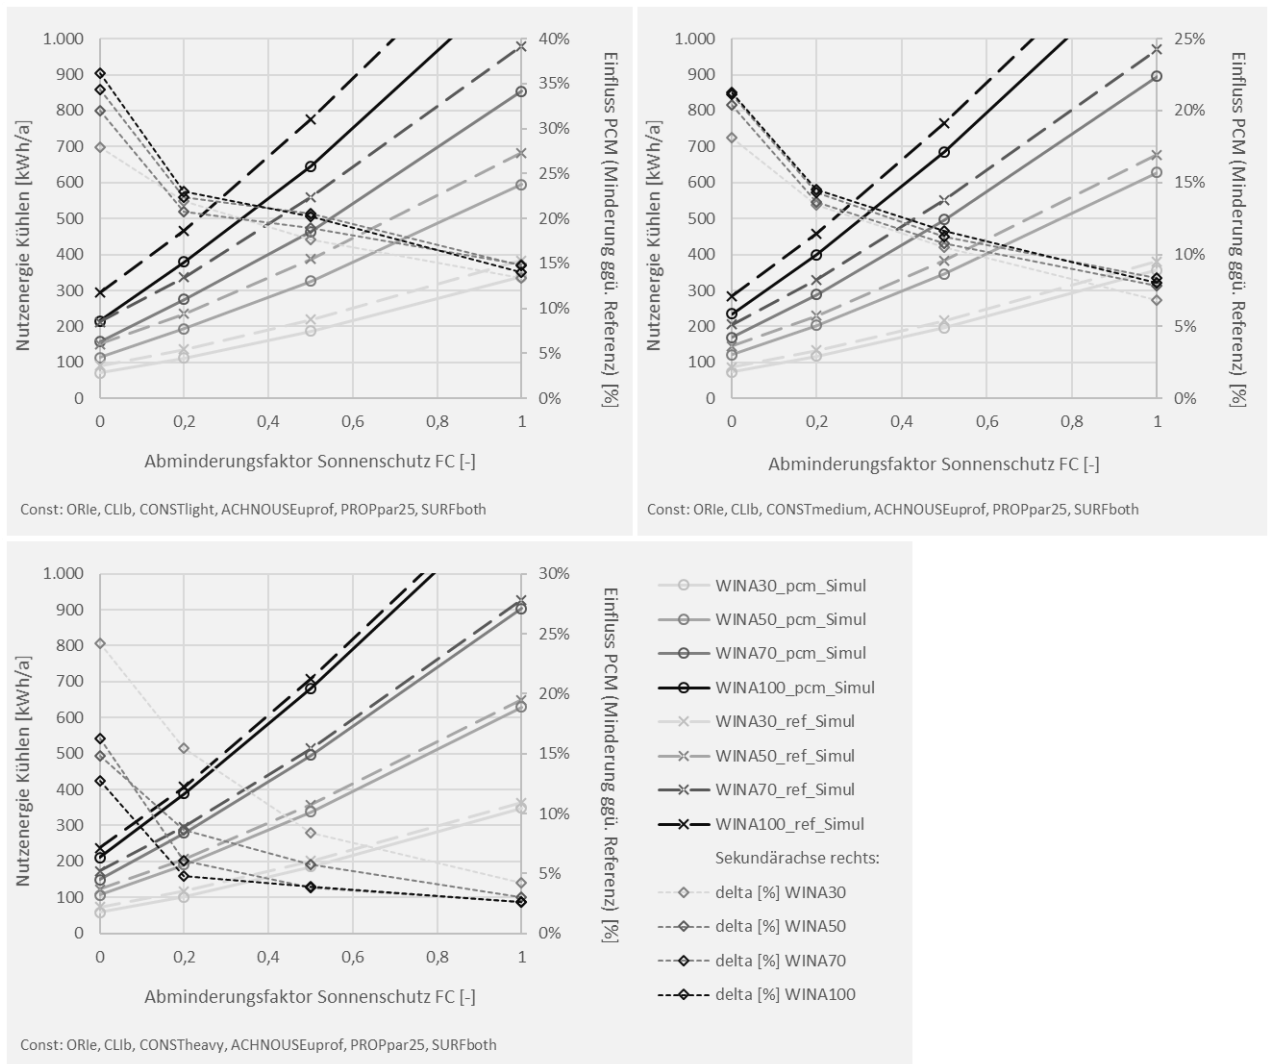 1.000
900
800
700
600
500
400
300
200
100
0
Nutzenergie Kühlen [kWh/a]
40%
35%
30%
25%
20%
15%
10%
5%
0%
Einfluss PCM (Minderung ggü. Referenz) [%]
0 0,2 0,4 0,6 0,8 1
Abminderungsfaktor Sonnenschutz FC [-]
Const: ORIe, CLIb, CONSTlight, ACHNOUSEuprof, PROPpar25, SURFboth
1.000
900
800
700
600
500
400
300
200
100
0
Nutzenergie Kühlen [kWh/a]
25%
20%
15%
10%
5%
0%
Einfluss PCM (Minderung ggü. Referenz) [%]
0 0,2 0,4 0,6 0,8 1
Abminderungsfaktor Sonnenschutz FC [-]
Const: ORIe, CLIb, CONSTmedium, ACHNOUSEuprof, PROPpar25, SURFboth
1.000
900
800
700
600
500
400
300
200
100
0
Nutzenergie Kühlen [kWh/a]
30%
25%
20%
15%
10%
5%
0%
Einfluss PCM (Minderung ggü. Referenz) [%]
0 0,2 0,4 0,6 0,8 1
Abminderungsfaktor Sonnenschutz FC [-]
Const: ORIe, CLIb, CONSTheavy, ACHNOUSEuprof, PROPpar25, SURFboth
WINA30_pcm_Simul
WINA50_pcm_Simul
WINA70_pcm_Simul
WINA100_pcm_Simul
WINA30_ref_Simul
WINA50_ref_Simul
WINA70_ref_Simul
WINA100_ref_Simul
Sekundärachse rechts:
delta [%] WINA30
delta [%] WINA50
delta [%] WINA70
delta [%] WINA100